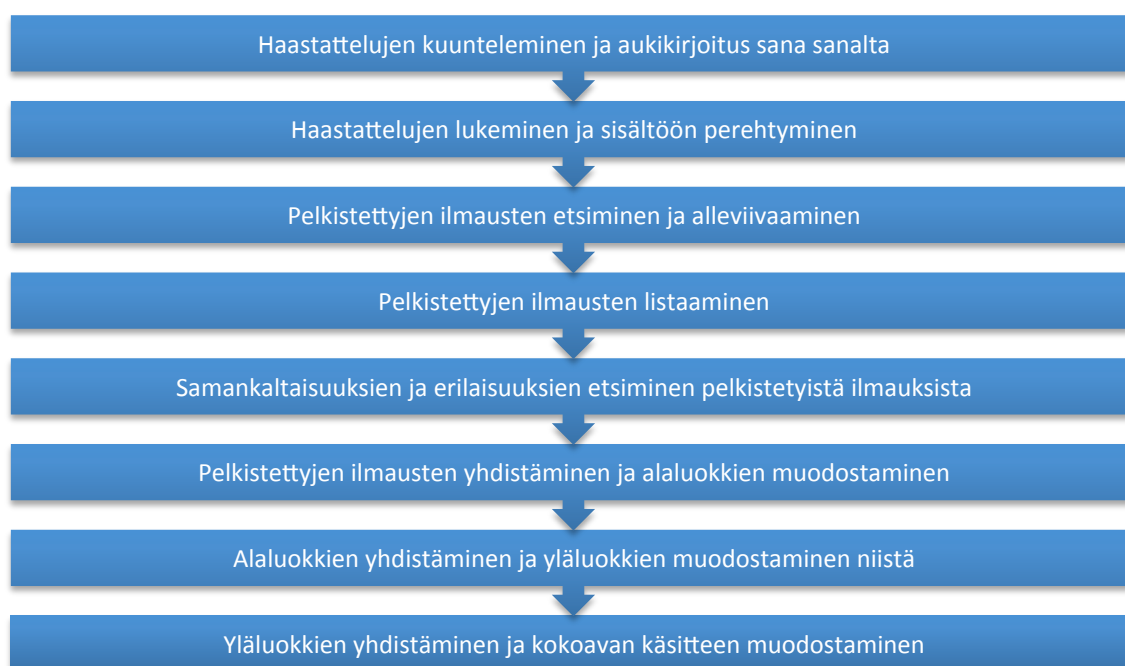 Haastattelujen kuunteleminen ja aukikirjoitus sana sanalta
Haastattelujen lukeminen ja sisältöön perehtyminen
Pelkistettyjen ilmausten etsiminen ja alleviivaaminen
Pelkistettyjen ilmausten listaaminen
Samankaltaisuuksien ja erilaisuuksien etsiminen pelkistetyistä ilmauksista
Pelkistettyjen ilmausten yhdistäminen ja alaluokkien muodostaminen
Alaluokkien yhdistäminen ja yläluokkien muodostaminen niistä
Yläluokkien yhdistäminen ja kokoavan käsitteen muodostaminen